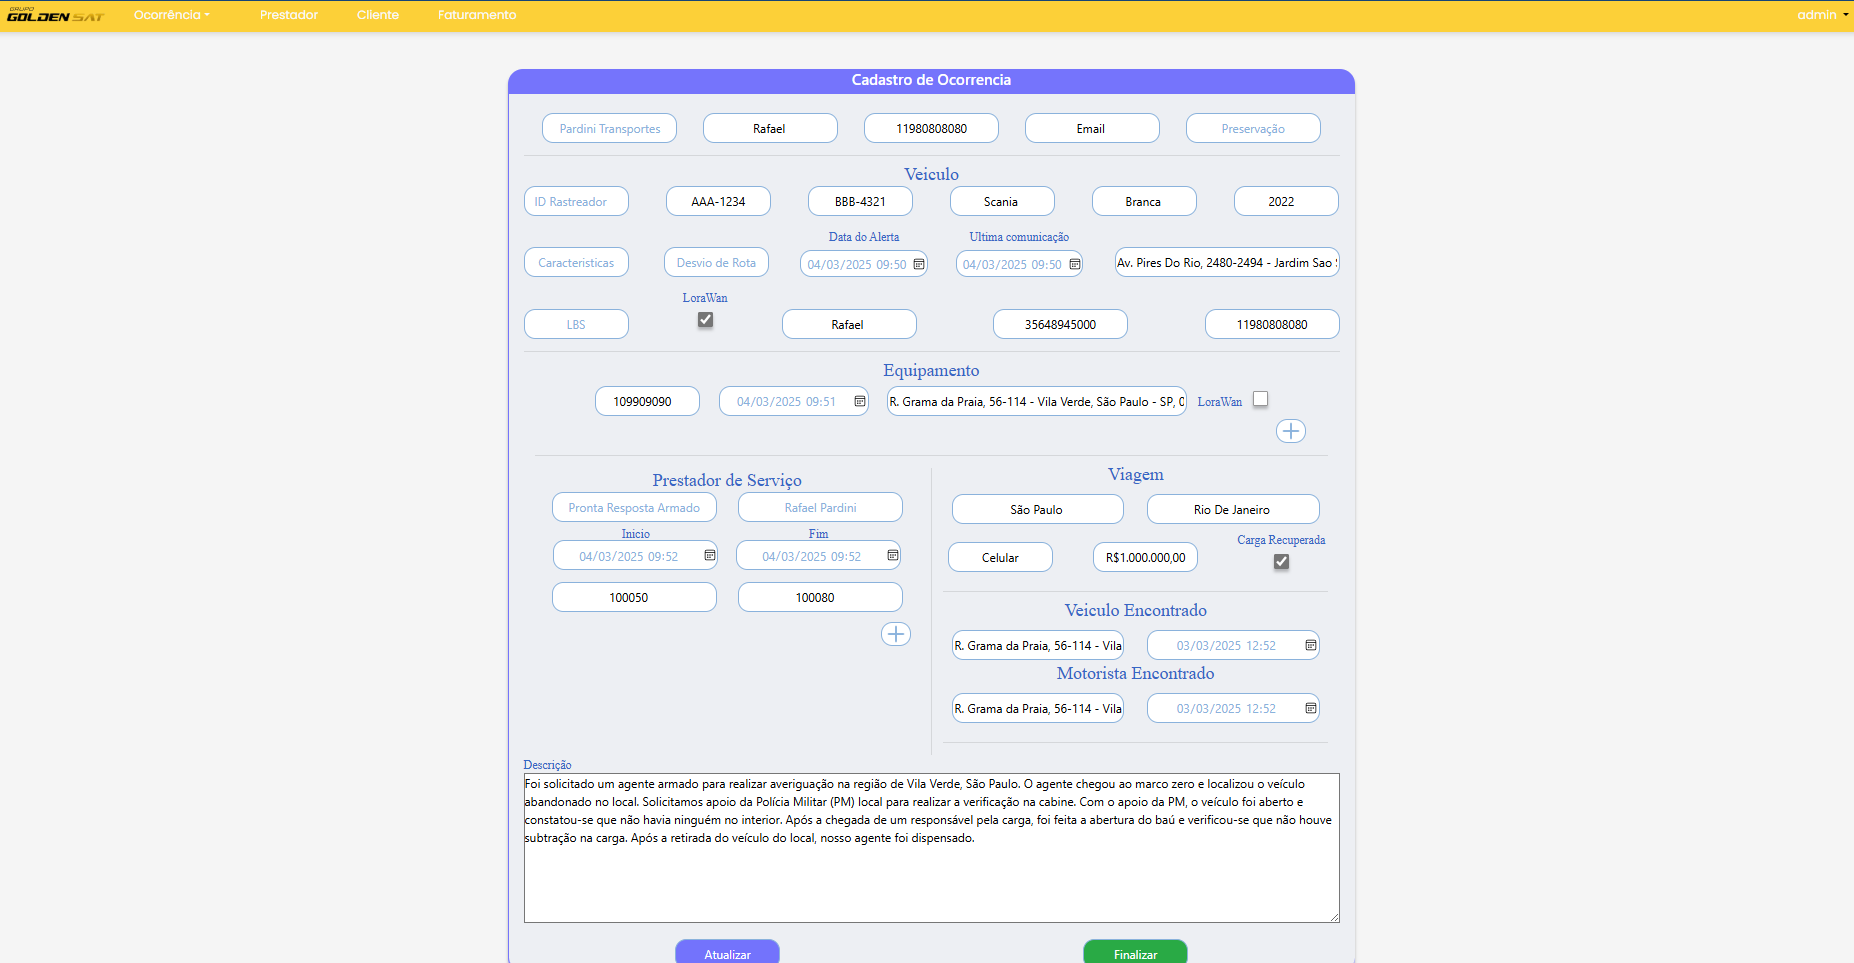 GRUPO
GOLDEN SAT
Ocorrência
Prestador
Cliente
Faturamento
admin
Cadastro de Ocorrencia
Pardini Transportes
Rafael
11980808080
Email
Preservação
Veiculo
ID Rastreador
AAA-1234
BBB-4321
Scania
Branca
2022
Data do Alerta
Ultima comunicação
Caracteristicas
Desvio de Rota
04/03/2025 09:50
04/03/2025 09:50
Av. Pires Do Rio, 2480-2494 - Jardim Sao
LoraWan
LBS
Rafael
35648945000
11980808080
Equipamento
109909090
04/03/2025 09:51
R. Grama da Praia, 56-114 - Vila Verde, São Paulo - SP, 0
LoraWan
Prestador de Serviço
Pronta Resposta Armado
Rafael Pardini
Inicio
Fim
04/03/2025 09:52
04/03/2025 09:52
100050
100080
Viagem
São Paulo
Rio De Janeiro
Carga Recuperada
Celular
R$1.000.000,00
Veiculo Encontrado
R. Grama da Praia, 56-114 - Vila
03/03/2025 12:52
Motorista Encontrado
R. Grama da Praia, 56-114 - Vila
03/03/2025 12:52
Descrição
Foi solicitado um agente armado para realizar averiguação na região de Vila Verde, São Paulo. O agente chegou ao marco zero e localizou o veículo
abandonado no local. Solicitamos apoio da Polícia Militar (PM) local para realizar a verificação na cabine. Com o apoio da PM, o veículo foi aberto e
constatou-se que não havia ninguém no interior. Após a chegada de um responsável pela carga, foi feita a abertura do baú e verificou-se que não houve
subtração na carga. Após a retirada do veículo do local, nosso agente foi dispensado.
Atualizar
Finalizar